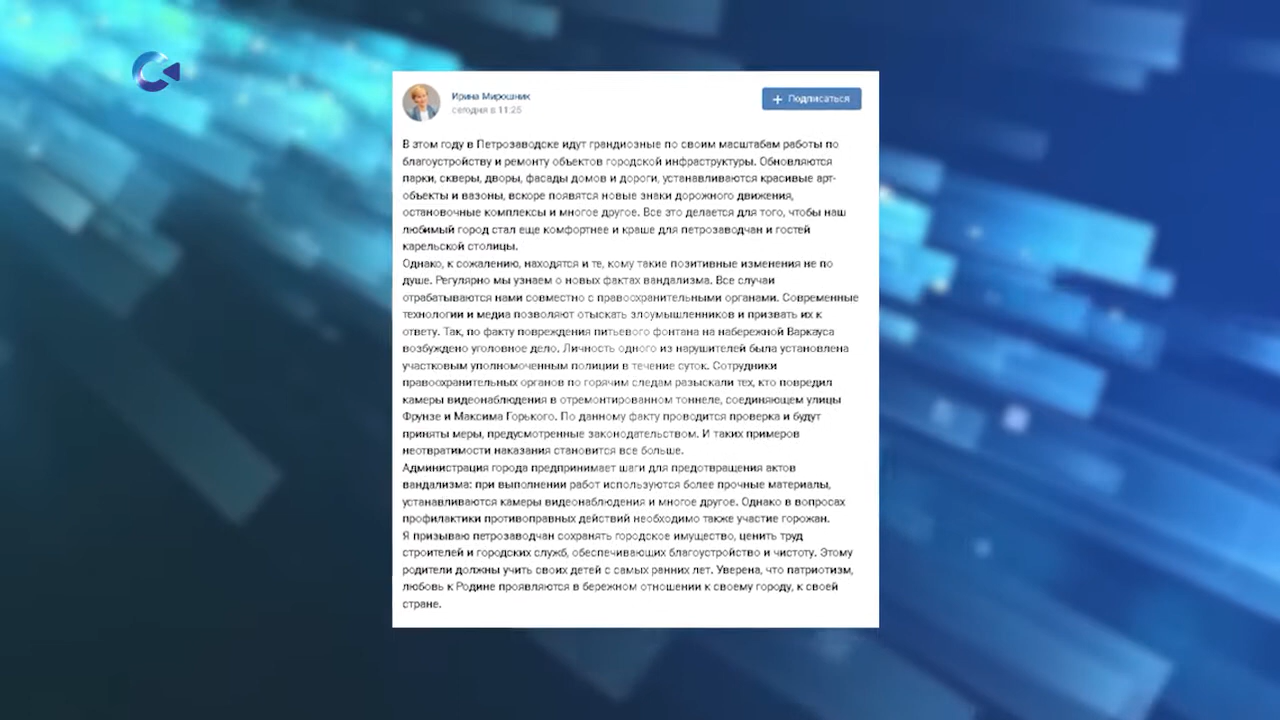 Ирина Мирошник
сегодня в 11:25
+ Подписаться
В этом году в Петрозаводске идут грандиозные по своим масштабам работы по
благоустройству и ремонту объектов городской инфраструктуры. Обновляются
парки, скверы, дворы, фасады домов и дороги, устанавливаются красивые арт-
объекты и вазоны, вскоре появятся новые знаки дорожного движения,
остановочные комплексы и многое другое. Все это делается для того, чтобы наш
любимый город стал еще комфортнее и краше для петрозаводчан и гостей
карельской столицы.
Однако, к сожалению, находятся и те, кому такие позитивные изменения не по
душе. Регулярно мы узнаем о новых фактах вандализма. Все случаи
отрабатываются нами совместно с правоохранительными органами. Современные
технологии и медиа позволяют отыскать злоумышленников и призвать их к
ответу. Так, по факту повреждения питьевого фонтана на набережной Варкауса
возбуждено уголовное дело. Личность одного из нарушителей была установлена
участковым уполномоченным полиции в течение суток. Сотрудники
правоохранительных органов по горячим следам разыскали тех, кто повредил
камеры видеонаблюдения в отремонтированном тоннеле, соединяющем улицы
Фрунзе и Максима Горького. По данному факту проводится проверка и будут
приняты меры, предусмотренные законодательством. И таких примеров
неотвратимости наказания становится все больше.
Администрация города предпринимает шаги для предотвращения актов
вандализма: при выполнении работ используются более прочные материалы,
устанавливаются камеры видеонаблюдения и многое другое. Однако в вопросах
профилактики противоправных действий необходимо также участие горожан.
Я призываю петрозаводчан сохранять городское имущество, ценить труд
строителей и городских служб, обеспечивающих благоустройство и чистоту. Этому
родители должны учить своих детей с самых ранних лет. Уверена, что патриотизм,
любовь к Родине проявляются в бережном отношении к своему городу, к своей
стране.